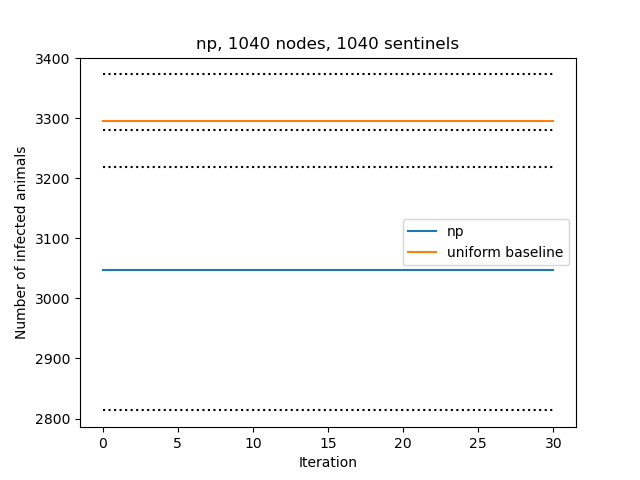 np, 1040 nodes, 1040 sentinels
Number of infected animals
3400
3300
3200
3100
3000
2900
2800
np
uniform baseline
0 5 10 15 20 25 30
Iteration